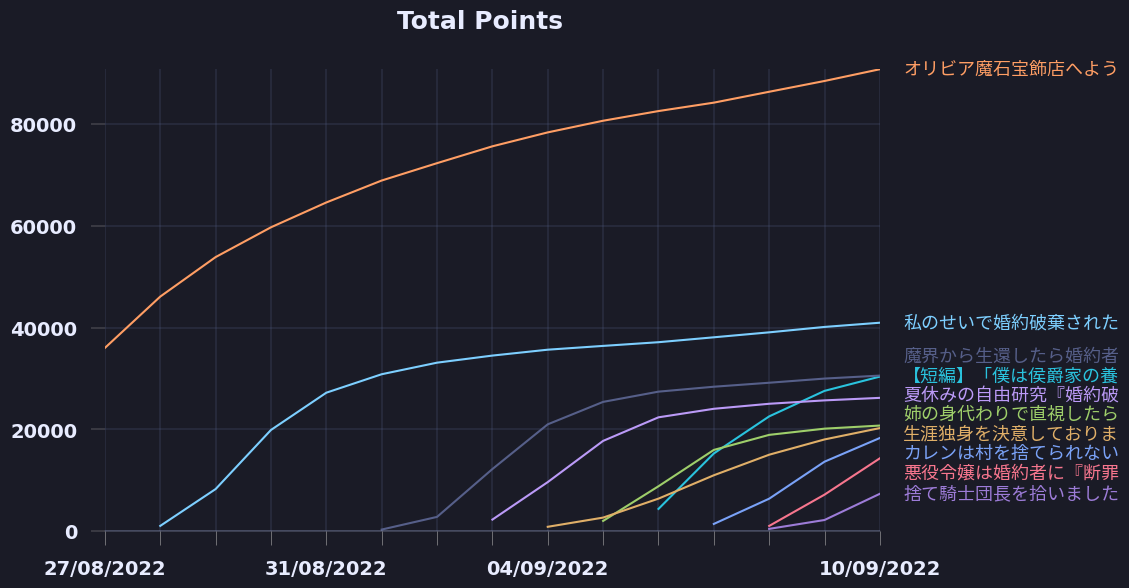 Total Points
オリビア魔石宝飾店へよう
80000
60000
40000
私のせいで婚約破棄された
魔界から生還したら婚約者
【短編】「僕は侯爵家の養
夏休みの自由研究『婚約破
姉の身代わりで直視したら
20000
生涯独身を決意しておりま
カレンは村を捨てられない
悪役令嬢は婚約者に『断罪
捨て騎士団長を拾いました
0
27/08/2022
31/08/2022
04/09/2022
10/09/2022